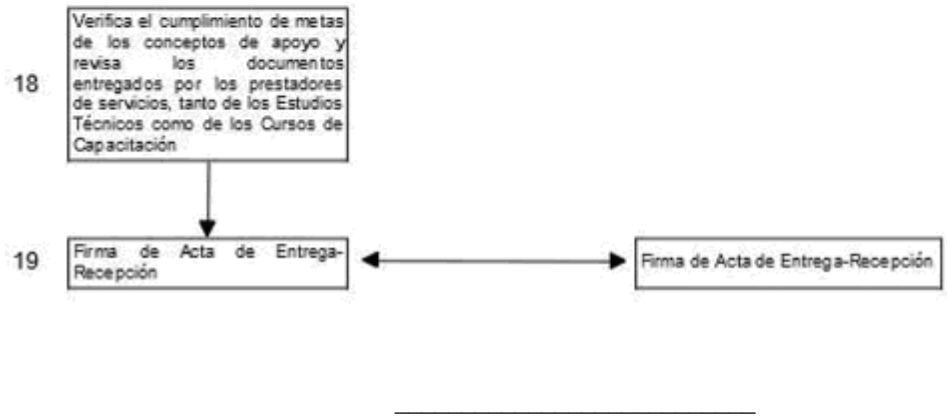 Verifica el cumplimiento de metas
de los conceptos de apoyo y
revisa los documentos
entregados por los prestadores
de servicios, tanto de los Estudios
Técnicos como de los Cursos de
Capacitación
18
19
Firma de Acta de Entrega-
Recepción
Firma de Acta de Entrega-Recepción